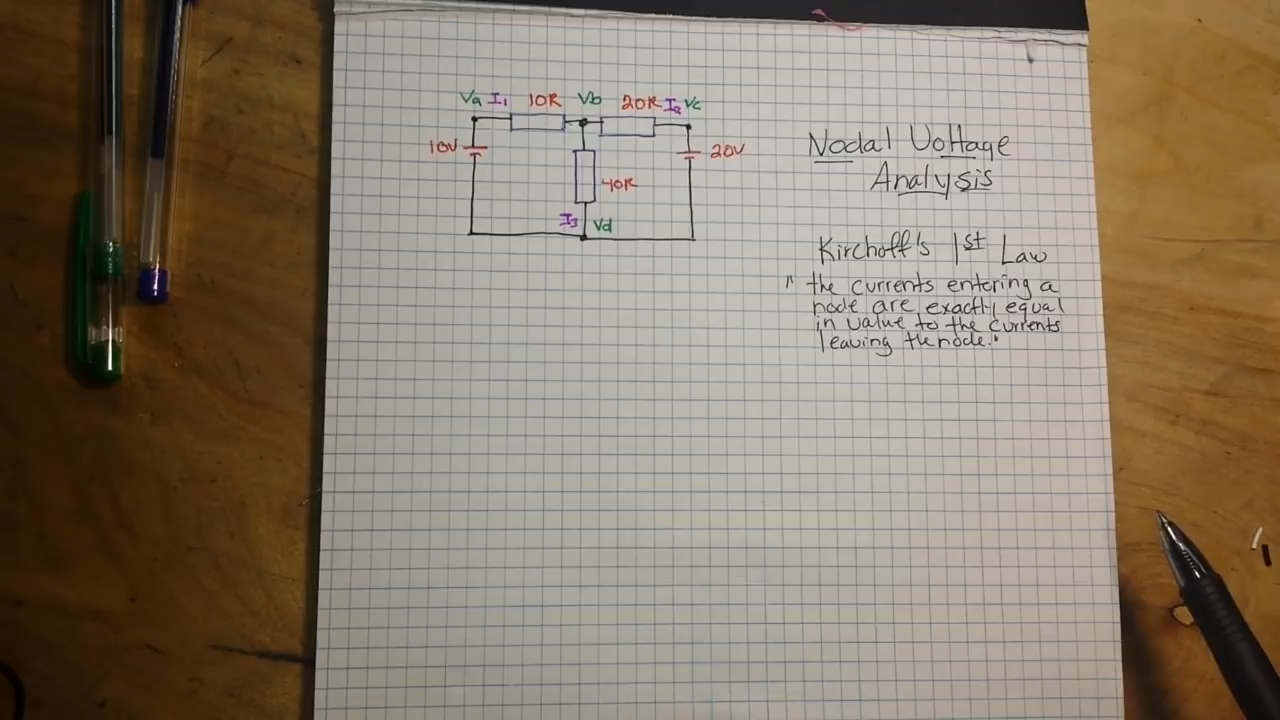 Va I₁ 10R Vb 20R I₂ Vc
10V
20V
40R
I₃ Vd
Nodal Voltage
Analysis
Kirchoff's 1st Law
"the currents entering a
node are exactly equal
in value to the currents
leaving the node."